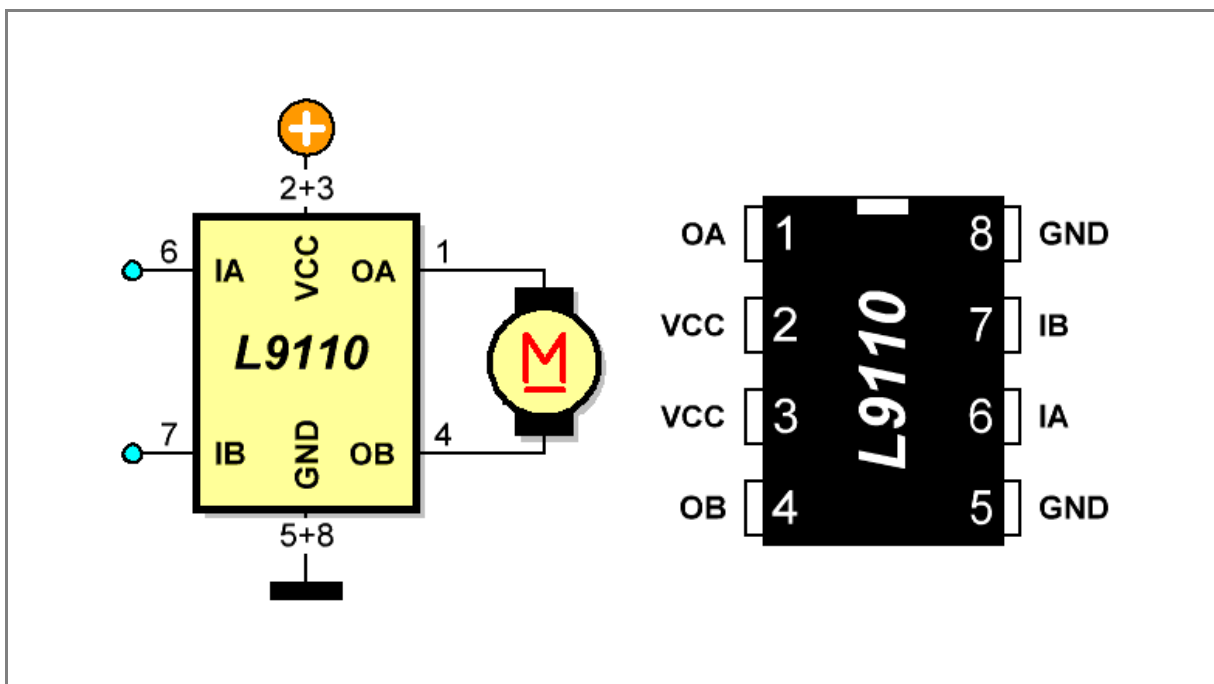 2+3
6 IA VCC OA 1
L9110
M
7 IB GND OB 4
5+8
OA 1 8 GND
VCC 2 7 IB
L9110
VCC 3 6 IA
OB 4 5 GND